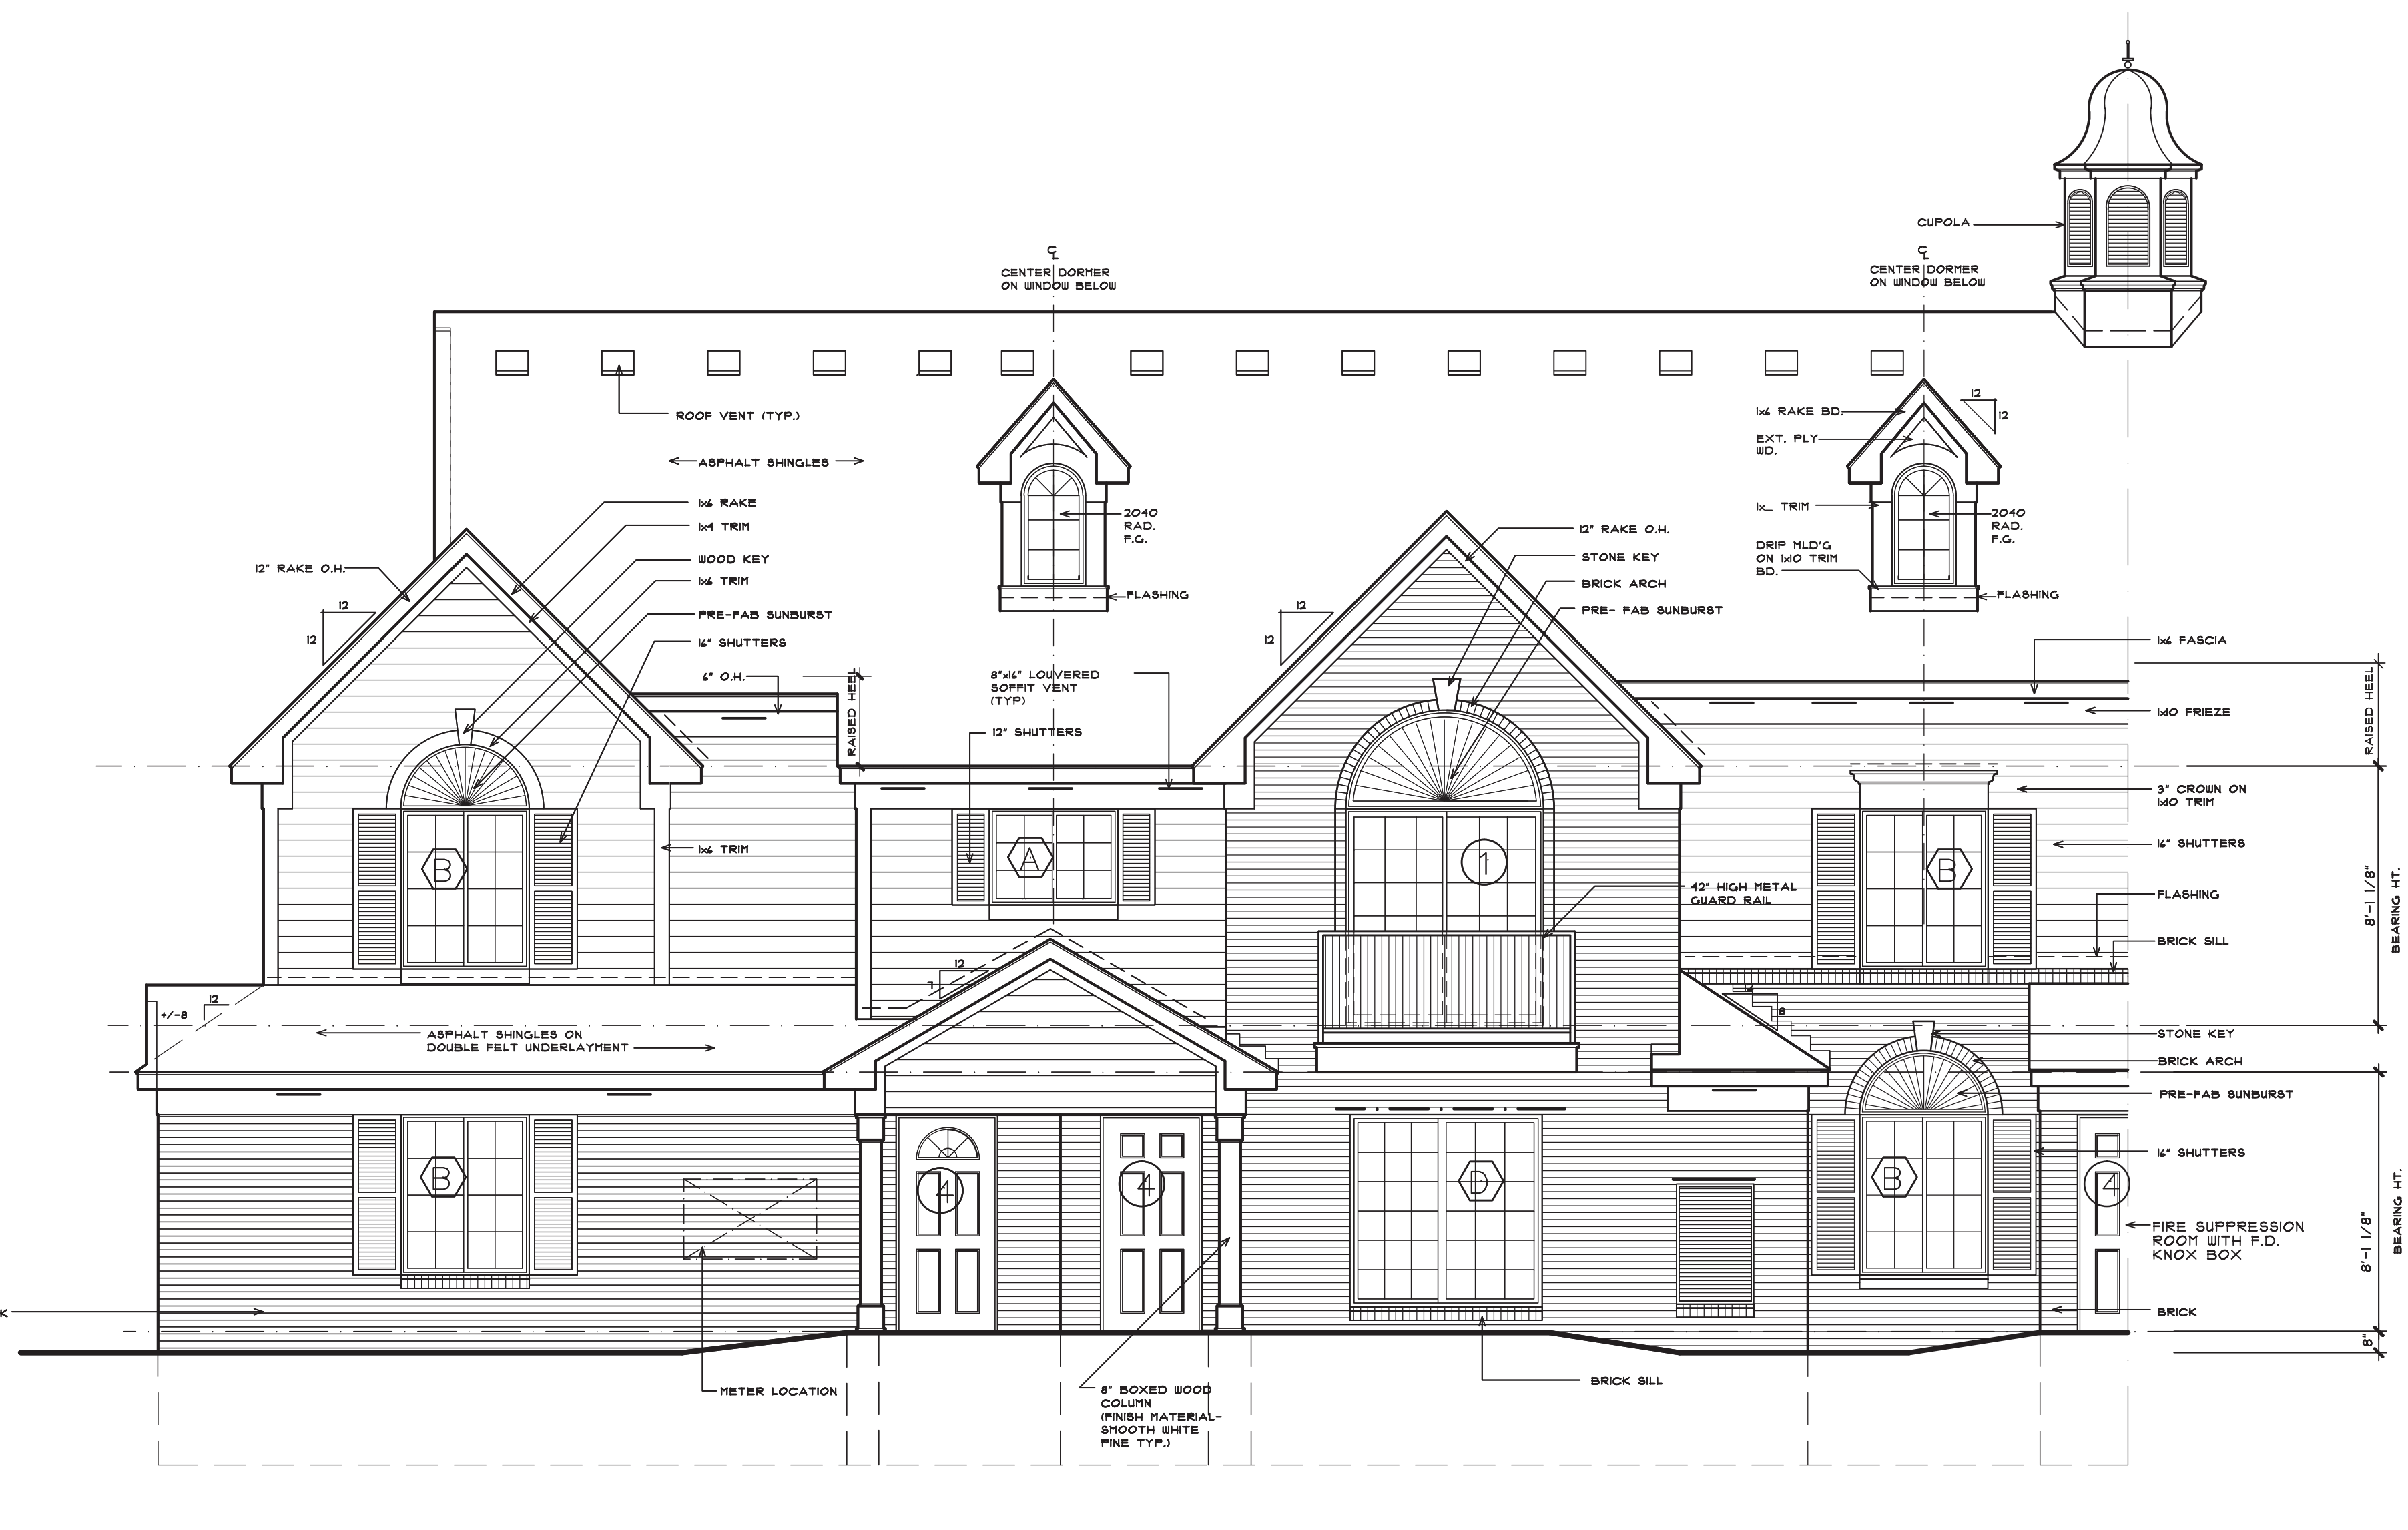 CUPOLA
CL
CENTER DORMER
ON WINDOW BELOW
CL
CENTER DORMER
ON WINDOW BELOW
ROOF VENT (TYP.)
ASPHALT SHINGLES
1x6 RAKE
1x4 TRIM
WOOD KEY
1x6 TRIM
PRE-FAB SUNBURST
16" SHUTTERS
6" O.H.
12" RAKE O.H.
12
12
RAISED HEEL
2040
RAD.
F.G.
FLASHING
8"x16" LOUVERED
SOFFIT VENT
(TYP)
12" SHUTTERS
12" RAKE O.H.
STONE KEY
BRICK ARCH
PRE- FAB SUNBURST
12
12
1x6 RAKE BD.
EXT. PLY
WD.
1x_ TRIM
DRIP MLD'G
ON 1x10 TRIM
BD.
12
12
2040
RAD.
F.G.
FLASHING
1x6 FASCIA
1x10 FRIEZE
RAISED HEEL
3" CROWN ON
1x10 TRIM
16" SHUTTERS
FLASHING
BRICK SILL
8'-1 1/8"
BEARING HT.
B
1x6 TRIM
A
1
42" HIGH METAL
GUARD RAIL
B
12
7
12
8
12
+/-8
ASPHALT SHINGLES ON
DOUBLE FELT UNDERLAYMENT
STONE KEY
BRICK ARCH
PRE-FAB SUNBURST
16" SHUTTERS
B
4
4
D
B
4
FIRE SUPPRESSION
ROOM WITH F.D.
KNOX BOX
BRICK
8'-1 1/8"
BEARING HT.
8"
K
METER LOCATION
8" BOXED WOOD
COLUMN
(FINISH MATERIAL-
SMOOTH WHITE
PINE TYP.)
BRICK SILL